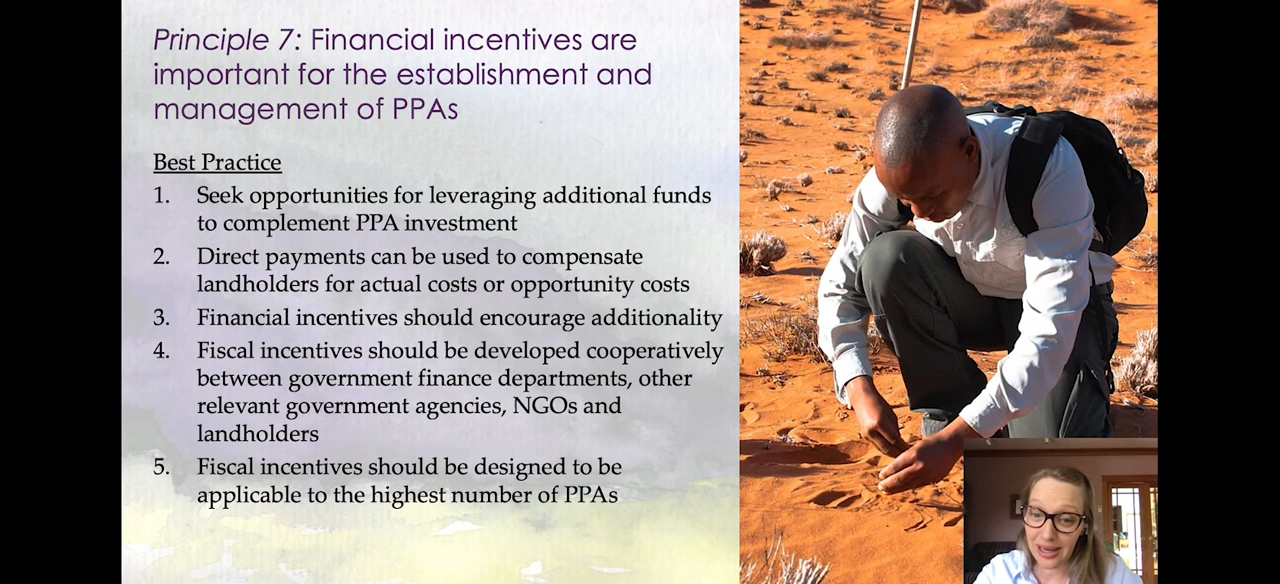 Principle 7: Financial incentives are
important for the establishment and
management of PPAs
Best Practice
1. Seek opportunities for leveraging additional funds
to complement PPA investment
2. Direct payments can be used to compensate
landholders for actual costs or opportunity costs
3. Financial incentives should encourage additionality
4. Fiscal incentives should be developed cooperatively
between government finance departments, other
relevant government agencies, NGOs and
landholders
5. Fiscal incentives should be designed to be
applicable to the highest number of PPAs